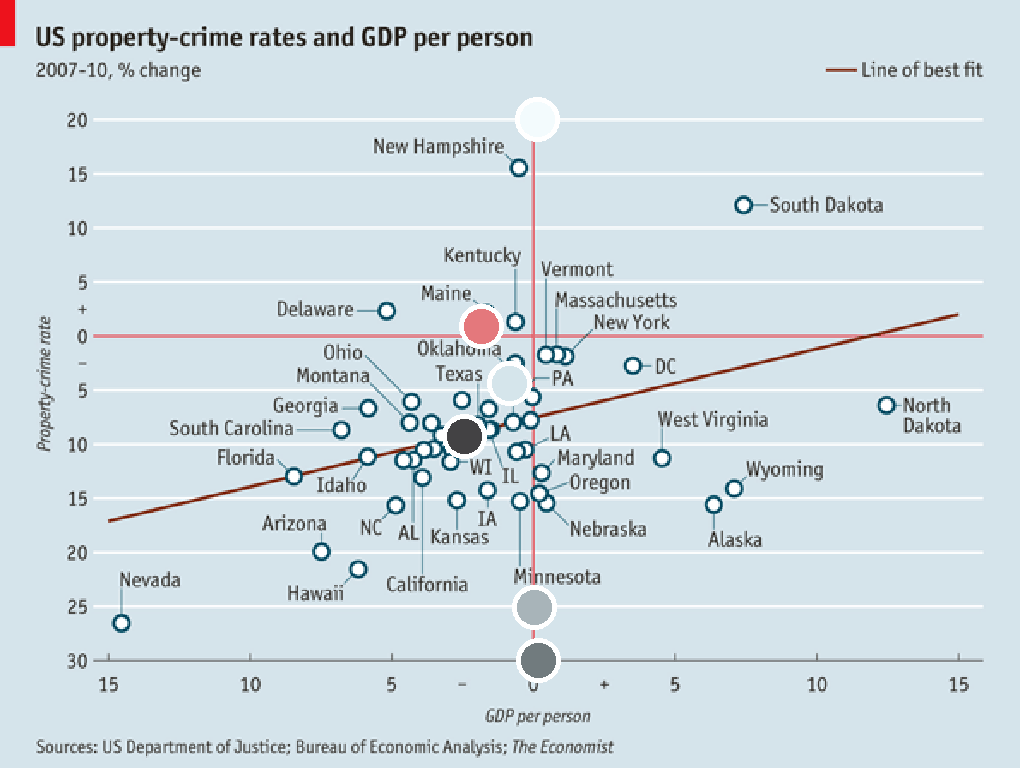 US property-crime rates and GDP per person
2007-10, % change
Line of best fit
20
New Hampshire
15
South Dakota
10
Kentucky
Vermont
5
Maine
Massachusetts
+
Delaware
New York
0
Oklahoma
Ohio
–
Texas
PA
DC
Montana
5
Georgia
North
Dakota
South Carolina
West Virginia
LA
10
Florida
WI
IL
Maryland
Wyoming
Idaho
Oregon
15
IA
Arizona
NC
AL
Kansas
Nebraska
Alaska
20
Nevada
Hawaii
California
Minnesota
25
30
Property-crime rate
15
10
5
–
0
+
5
10
15
GDP per person
Sources: US Department of Justice; Bureau of Economic Analysis; The Economist